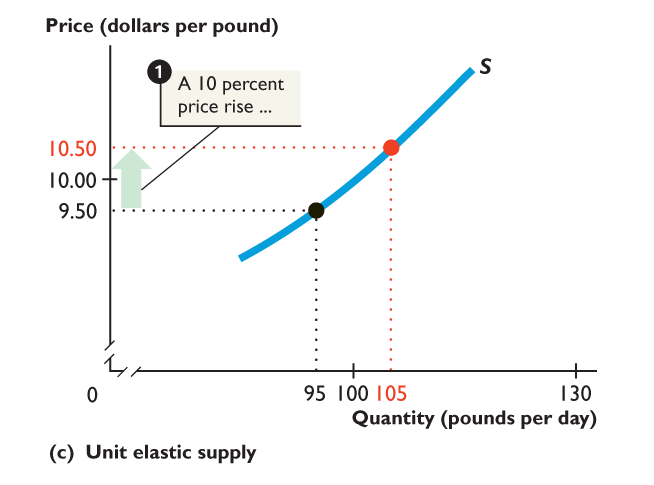 Price (dollars per pound)
S
1
A 10 percent
price rise ...
10.50
10.00
9.50
0
95 100 105
130
Quantity (pounds per day)
(c) Unit elastic supply